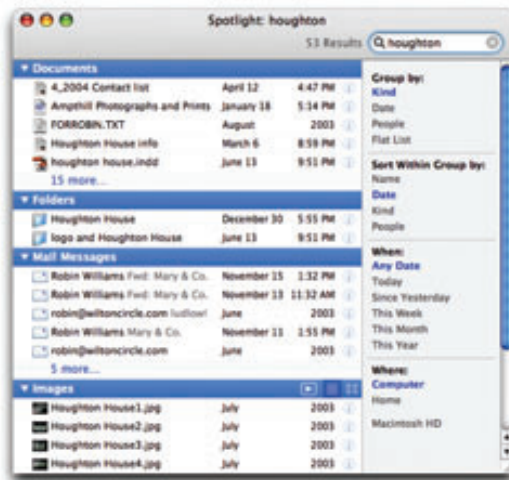 Spotlight: houghton
53 Results houghton
Documents
4_2004 Contact list April 12 4:47 PM
Ampthill Photographs and Prints January 18 5:14 PM
FORROBIN.TXT August 2003
Houghton House info March 6 8:59 PM
houghton house.indd June 13 9:51 PM
15 more...
Folders
Houghton House December 30 5:55 PM
logo and Houghton House June 13 9:51 PM
Mail Messages
Robin Williams Fwd: Mary & Co. November 15 1:32 PM
Robin Williams Fwd: Mary & Co. November 13 11:32 AM
robin@wiltoncircle.com ludlow! June 2003
Robin Williams Mary & Co. November 13 1:55 PM
robin@wiltoncircle.com June 2003
5 more...
Images
Houghton House1.jpg July 2003
Houghton House2.jpg July 2003
Houghton House3.jpg July 2003
Houghton House4.jpg July 2003
Group by:
Kind
Date
People
Flat List
Sort Within Group by:
Name
Date
Kind
People
When:
Any Date
Today
Since Yesterday
This Week
This Month
This Year
Where:
Computer
Home
Macintosh HD